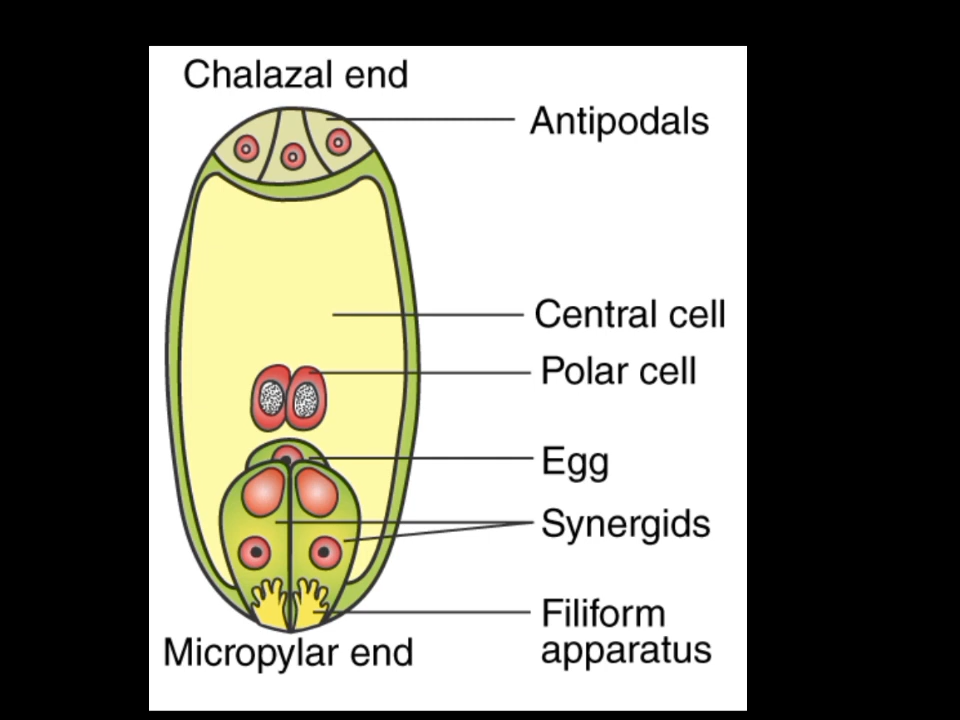 Chalazal end
Antipodals
Central cell
Polar cell
Egg
Synergids
Filiform
apparatus
Micropylar end